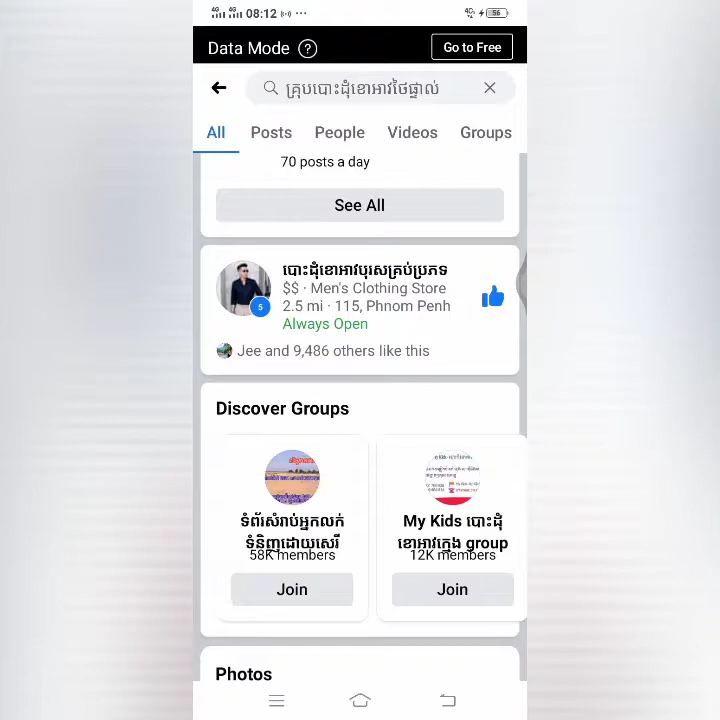 08:12
56
Data Mode
Go to Free
គ្រុបបោះដុំខោអាវថៃផ្ទាល់
All Posts People Videos Groups
70 posts a day
See All
បោះដុំខោអាវបុរសគ្រប់ប្រភេទ
$$ · Men's Clothing Store
2.5 mi · 115, Phnom Penh
Always Open
Jee and 9,486 others like this
Discover Groups
ទំព័រសំរាប់អ្នកលក់
ទំនិញដោយសេរី
58K members
Join
My Kids បោះដុំ
ខោអាវក្មេង group
12K members
Join
Photos